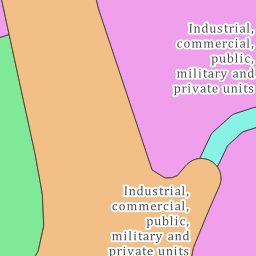 Industrial,
commercial,
public,
military and
private units
Industrial,
commercial,
public,
military and
private units